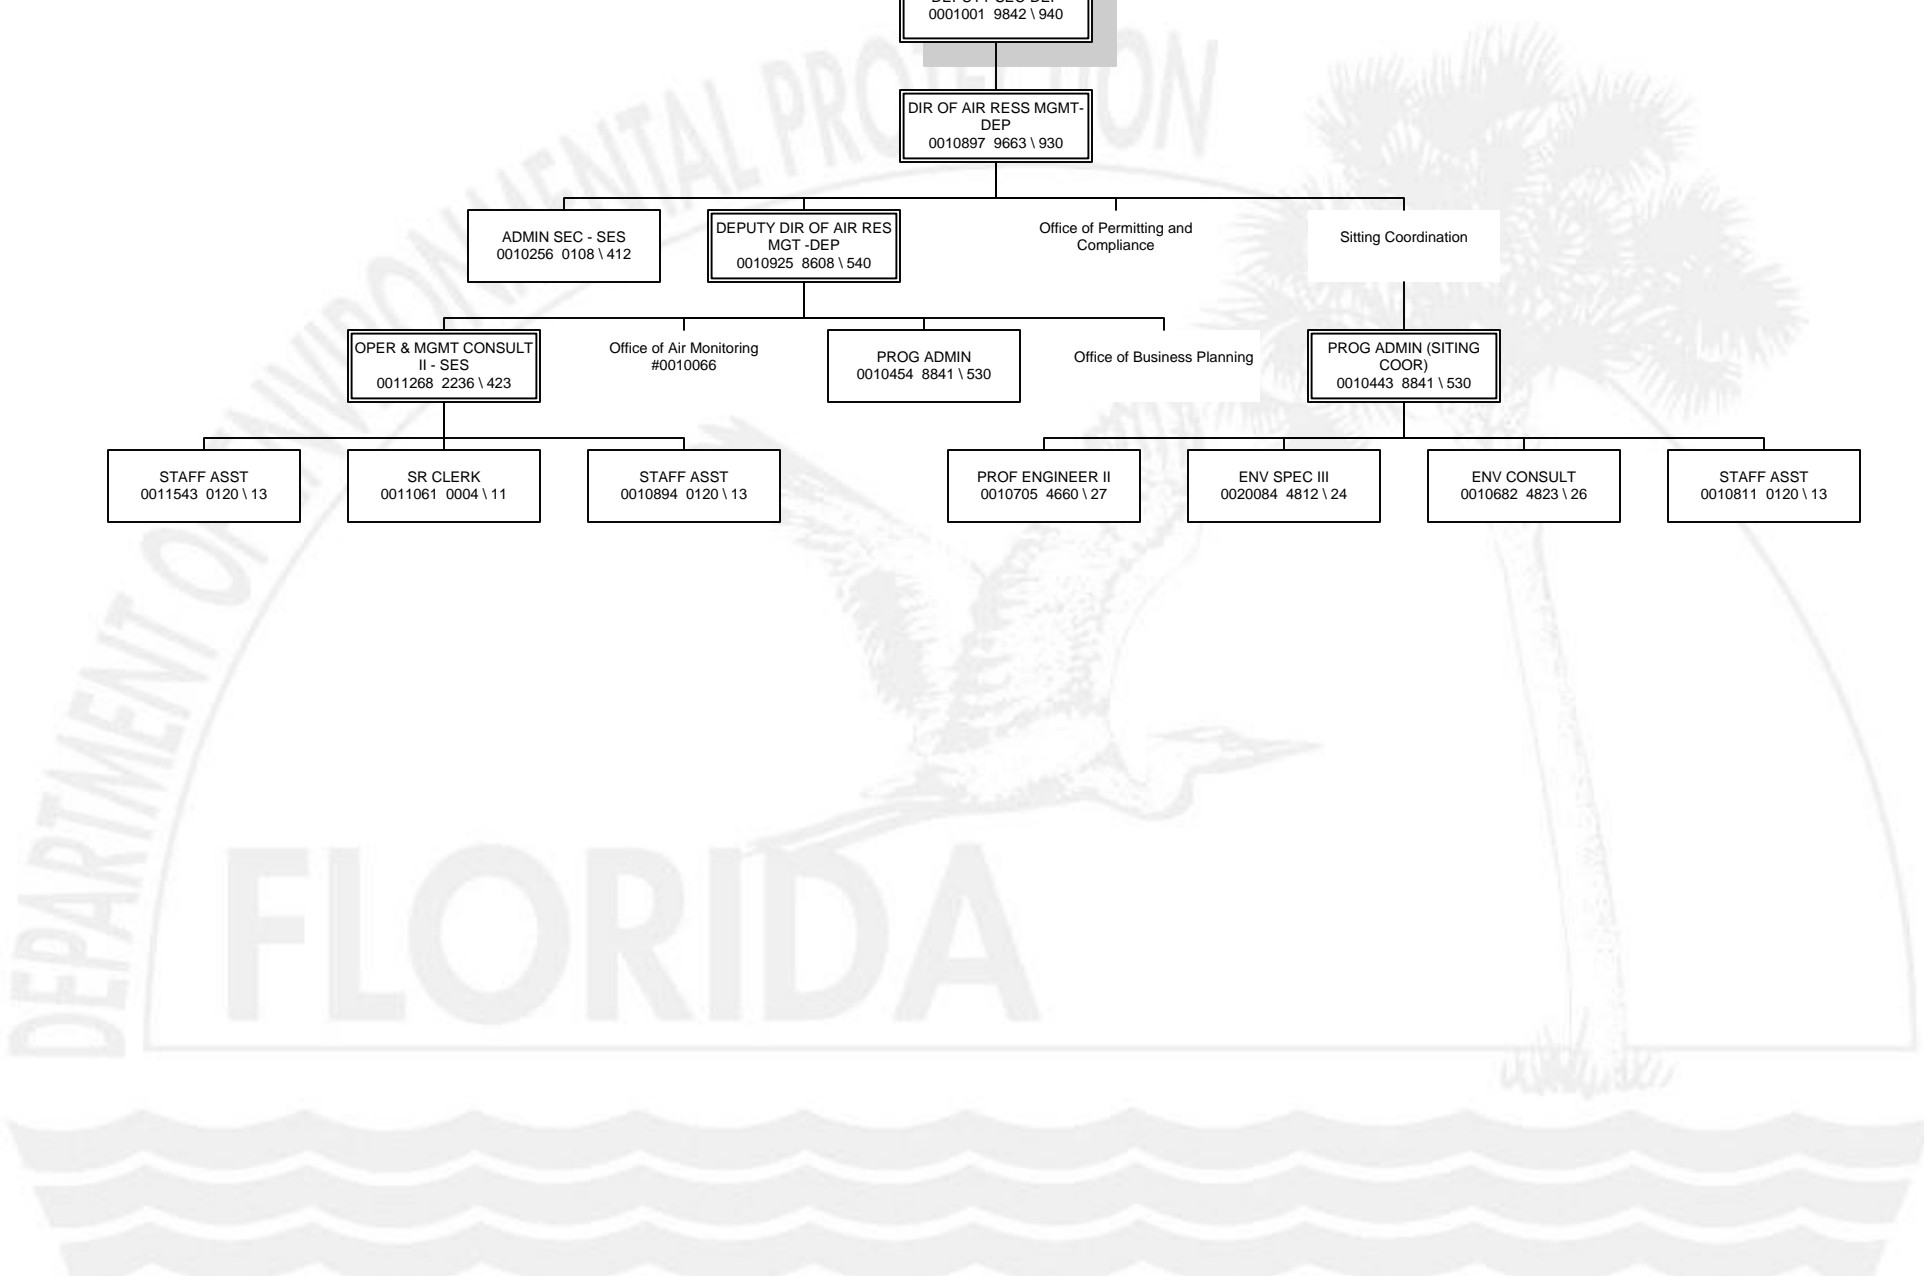 0001001 9842 \ 940
DIR OF AIR RESS MGMT-
DEP
0010897 9663 \ 930
ADMIN SEC - SES
0010256 0108 \ 412
DEPUTY DIR OF AIR RES
MGT -DEP
0010925 8608 \ 540
Office of Permitting and
Compliance
Sitting Coordination
OPER & MGMT CONSULT
II - SES
0011268 2236 \ 423
Office of Air Monitoring
#0010066
PROG ADMIN
0010454 8841 \ 530
Office of Business Planning
PROG ADMIN (SITING
COOR)
0010443 8841 \ 530
STAFF ASST
0011543 0120 \ 13
SR CLERK
0011061 0004 \ 11
STAFF ASST
0010894 0120 \ 13
PROF ENGINEER II
0010705 4660 \ 27
ENV SPEC III
0020084 4812 \ 24
ENV CONSULT
0010682 4823 \ 26
STAFF ASST
0010811 0120 \ 13
DEPARTMENT OF ENVIRONMENTAL PROTECTION
FLORIDA